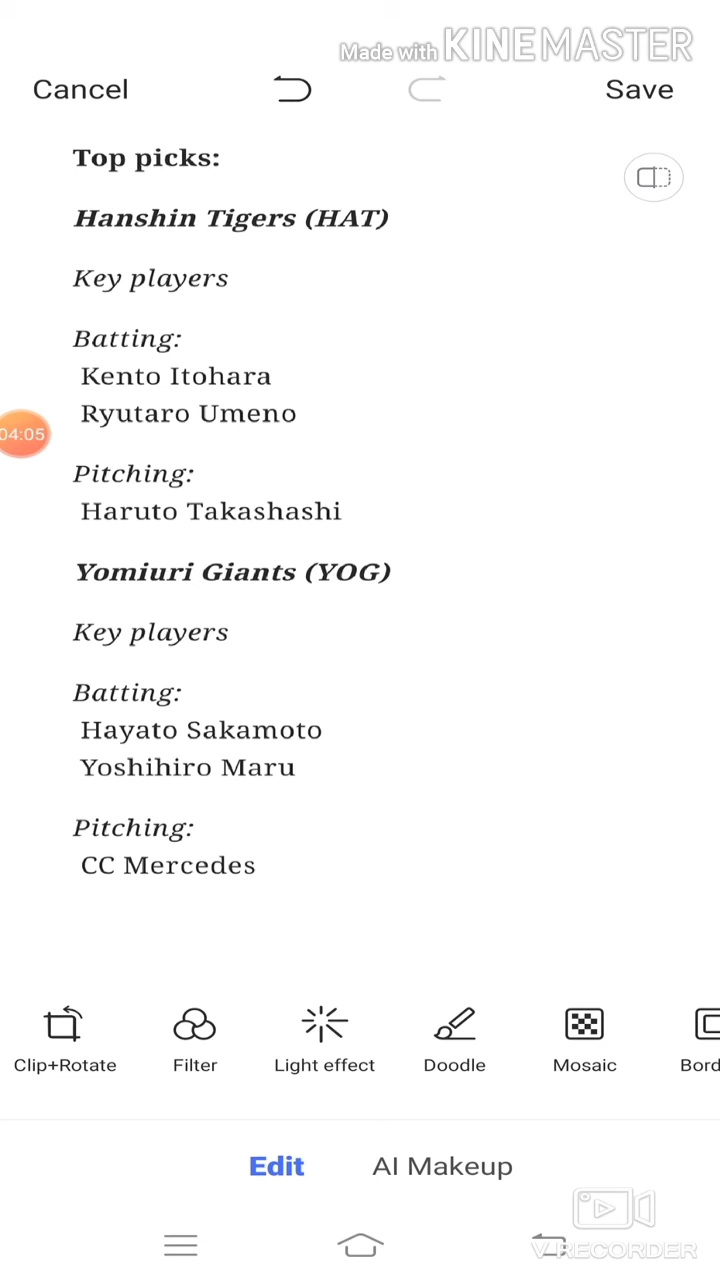 Made with KINEMASTER
Cancel Save
Top picks:
Hanshin Tigers (HAT)
Key players
Batting:
Kento Itohara
Ryutaro Umeno
04:05
Pitching:
Haruto Takashashi
Yomiuri Giants (YOG)
Key players
Batting:
Hayato Sakamoto
Yoshihiro Maru
Pitching:
CC Mercedes
Clip+Rotate Filter Light effect Doodle Mosaic Bord
Edit AI Makeup
V RECORDER